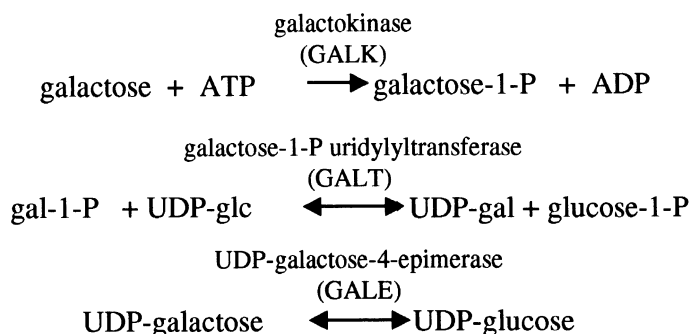 galactokinase
(GALK)
galactose + ATP → galactose-1-P + ADP
galactose-1-P uridylyltransferase
(GALT)
gal-1-P + UDP-glc ↔ UDP-gal + glucose-1-P
UDP-galactose-4-epimerase
(GALE)
UDP-galactose ↔ UDP-glucose